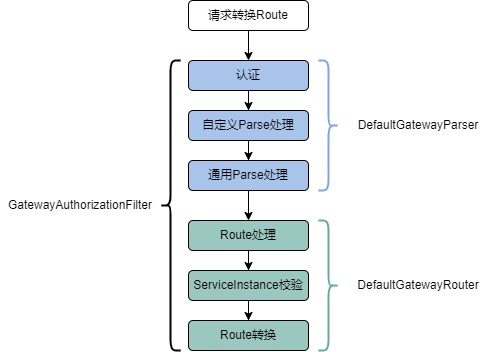 请求转换Route
认证
自定义Parse处理
DefaultGatewayParser
通用Parse处理
GatewayAuthorizationFilter
Route处理
ServiceInstance校验
DefaultGatewayRouter
Route转换